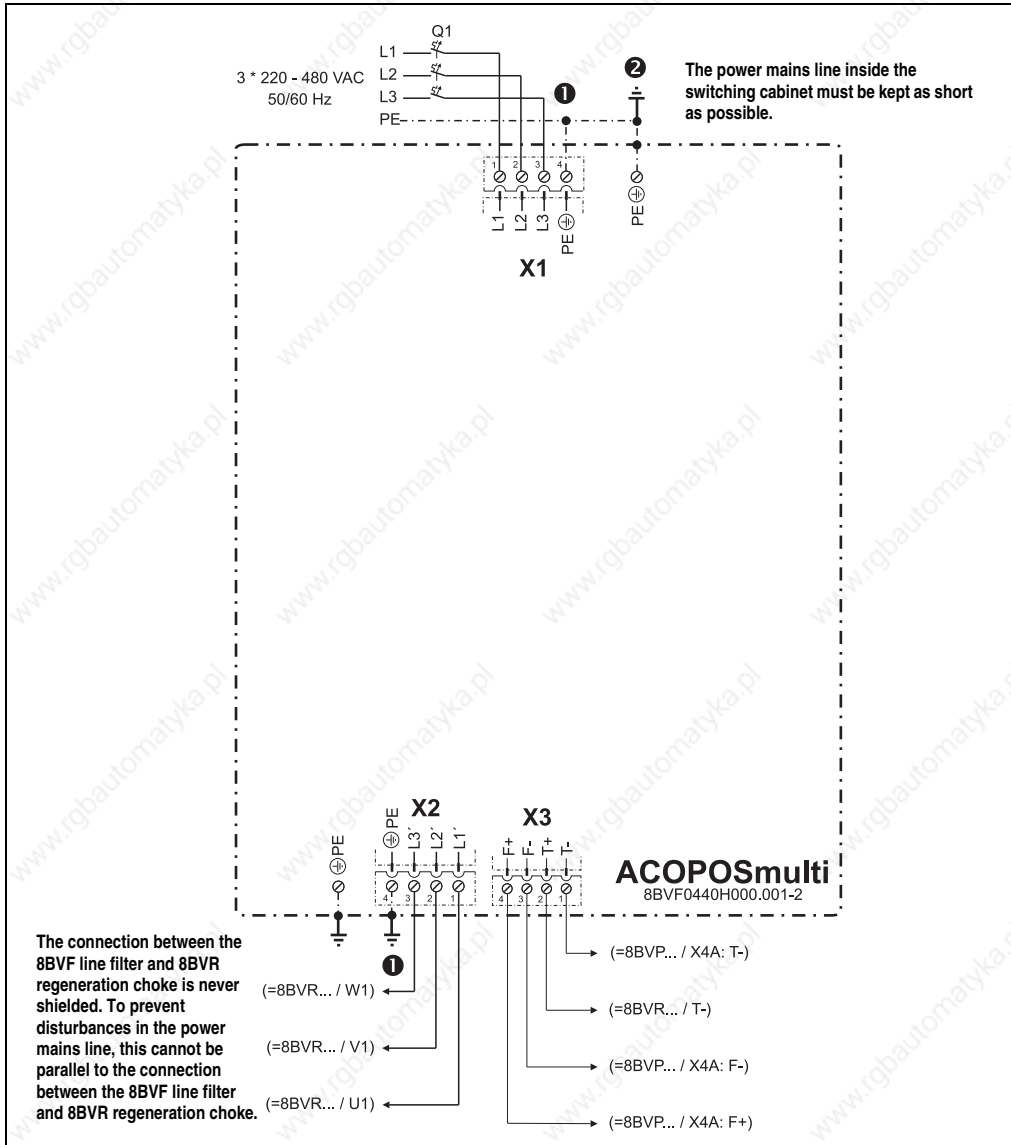 Q1
L1
L2
L3
PE
3 * 220 - 480 VAC
50/60 Hz
❶
❷
The power mains line inside the
switching cabinet must be kept as short
as possible.
1 2 3 4
L1 L2 L3 PE
PE
X1
X2
PE
PE L3´ L2´ L1´
4 3 2 1
X3
F+ F- T+ T-
4 3 2 1
ACOPOSmulti
8BVF0440H000.001-2
❶
The connection between the
8BVF line filter and 8BVR
regeneration choke is never
shielded. To prevent
disturbances in the power
mains line, this cannot be
parallel to the connection
between the 8BVF line filter
and 8BVR regeneration choke.
(=8BVR... / W1)
(=8BVR... / V1)
(=8BVR... / U1)
(=8BVP... / X4A: T-)
(=8BVR... / T-)
(=8BVP... / X4A: F-)
(=8BVP... / X4A: F+)
www.rgbautomatyka.pl